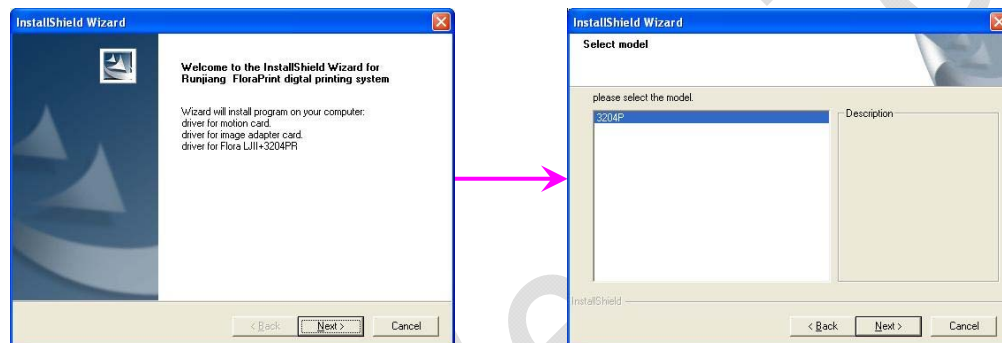 InstallShield Wizard
Welcome to the InstallShield Wizard for
Runjiang FloraPrint digtal printing system
Wizard will install program on your computer:
driver for motion card.
driver for image adapter card.
driver for Flora LJII+3204PR
< Back
Next >
Cancel
InstallShield Wizard
Select model
please select the model.
3204P
Description
InstallShield
< Back
Next >
Cancel